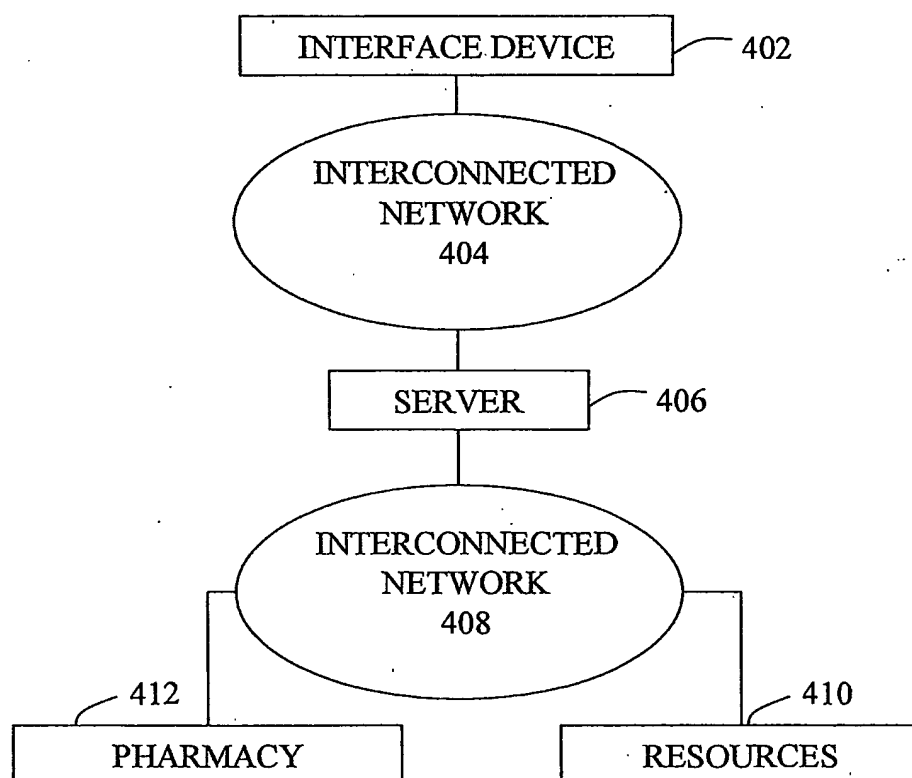 INTERFACE DEVICE
402
INTERCONNECTED
NETWORK
404
SERVER
406
INTERCONNECTED
NETWORK
408
412
410
PHARMACY
RESOURCES